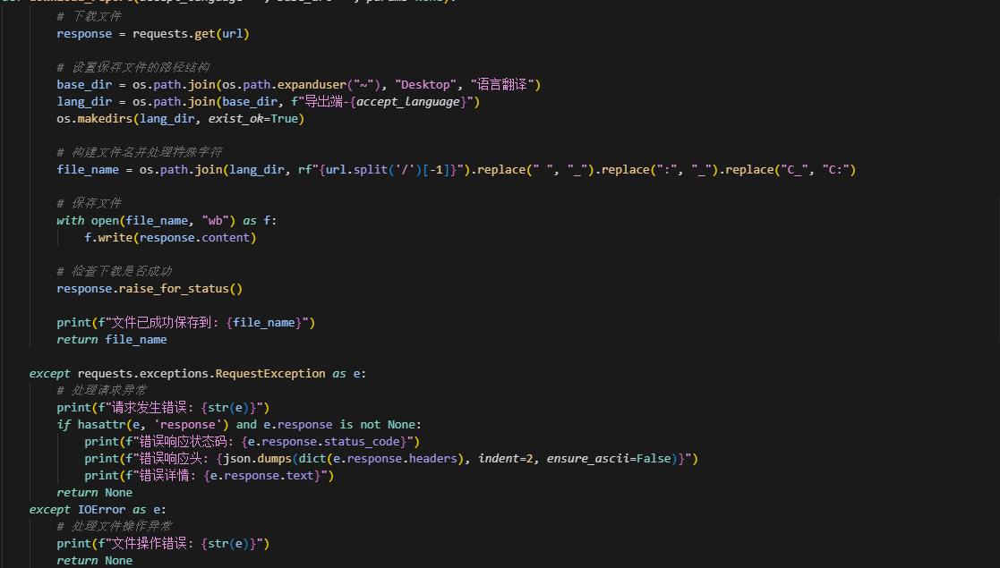 # 下载文件
response = requests.get(url)
# 设置保存文件的路径结构
base_dir = os.path.join(os.path.expanduser("~"), "Desktop", "语言翻译")
lang_dir = os.path.join(base_dir, f"导出端-{accept_language}")
os.makedirs(lang_dir, exist_ok=True)
# 构建文件名并处理特殊字符
file_name = os.path.join(lang_dir, rf"{url.split('/')[-1]}").replace(" ", "_").replace(":", "_").replace("C_", "C:")
# 保存文件
with open(file_name, "wb") as f:
f.write(response.content)
# 检查下载是否成功
response.raise_for_status()
print(f"文件已成功保存到: {file_name}")
return file_name
except requests.exceptions.RequestException as e:
# 处理请求异常
print(f"请求发生错误: {str(e)}")
if hasattr(e, 'response') and e.response is not None:
print(f"错误响应状态码: {e.response.status_code}")
print(f"错误响应头: {json.dumps(dict(e.response.headers), indent=2, ensure_ascii=False)}")
print(f"错误详情: {e.response.text}")
return None
except IOError as e:
# 处理文件操作异常
print(f"文件操作错误: {str(e)}")
return None